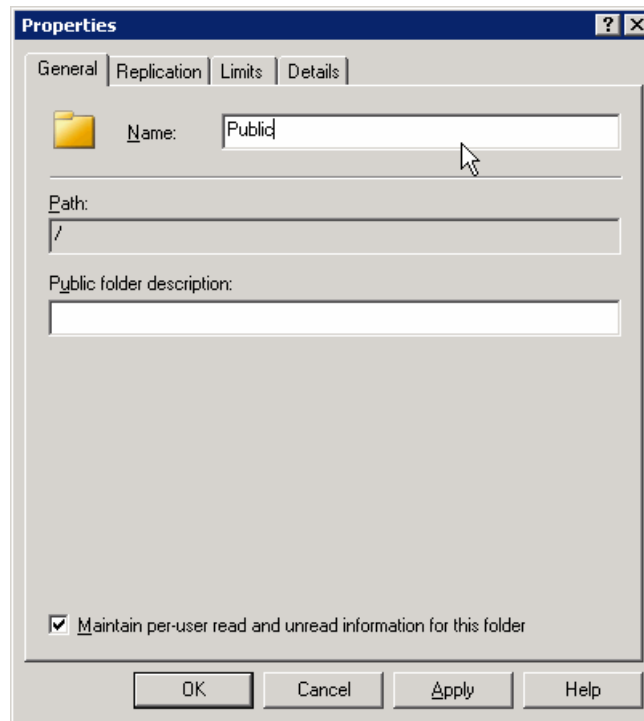 Properties
General Replication Limits Details
Name: Public
Path:
/
Public folder description:
Maintain per-user read and unread information for this folder
OK Cancel Apply Help